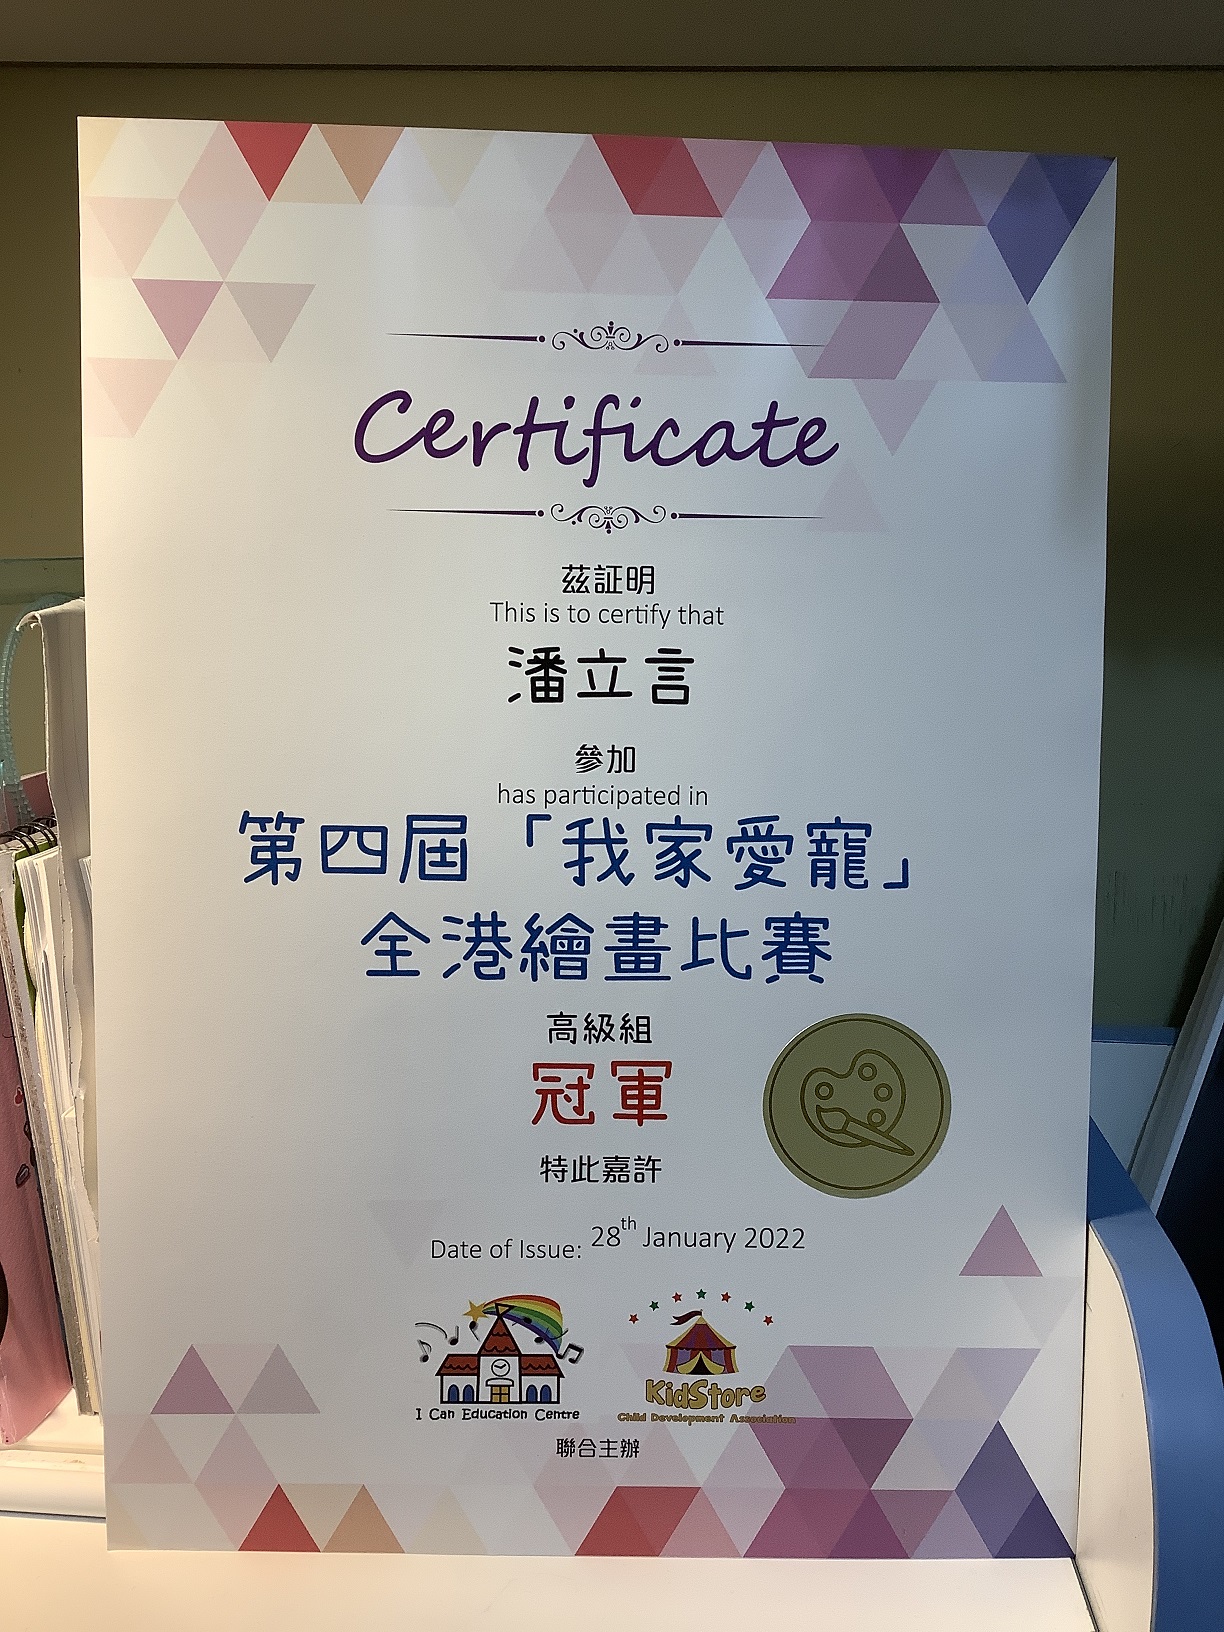 Certificate
茲証明
This is to certify that
潘立言
參加
has participated in
第四屆「我家愛寵」
全港繪畫比賽
高級組
冠軍
特此嘉許
Date of Issue: 28th January 2022
I Can Education Centre
KidStore
Child Development Association
聯合主辦